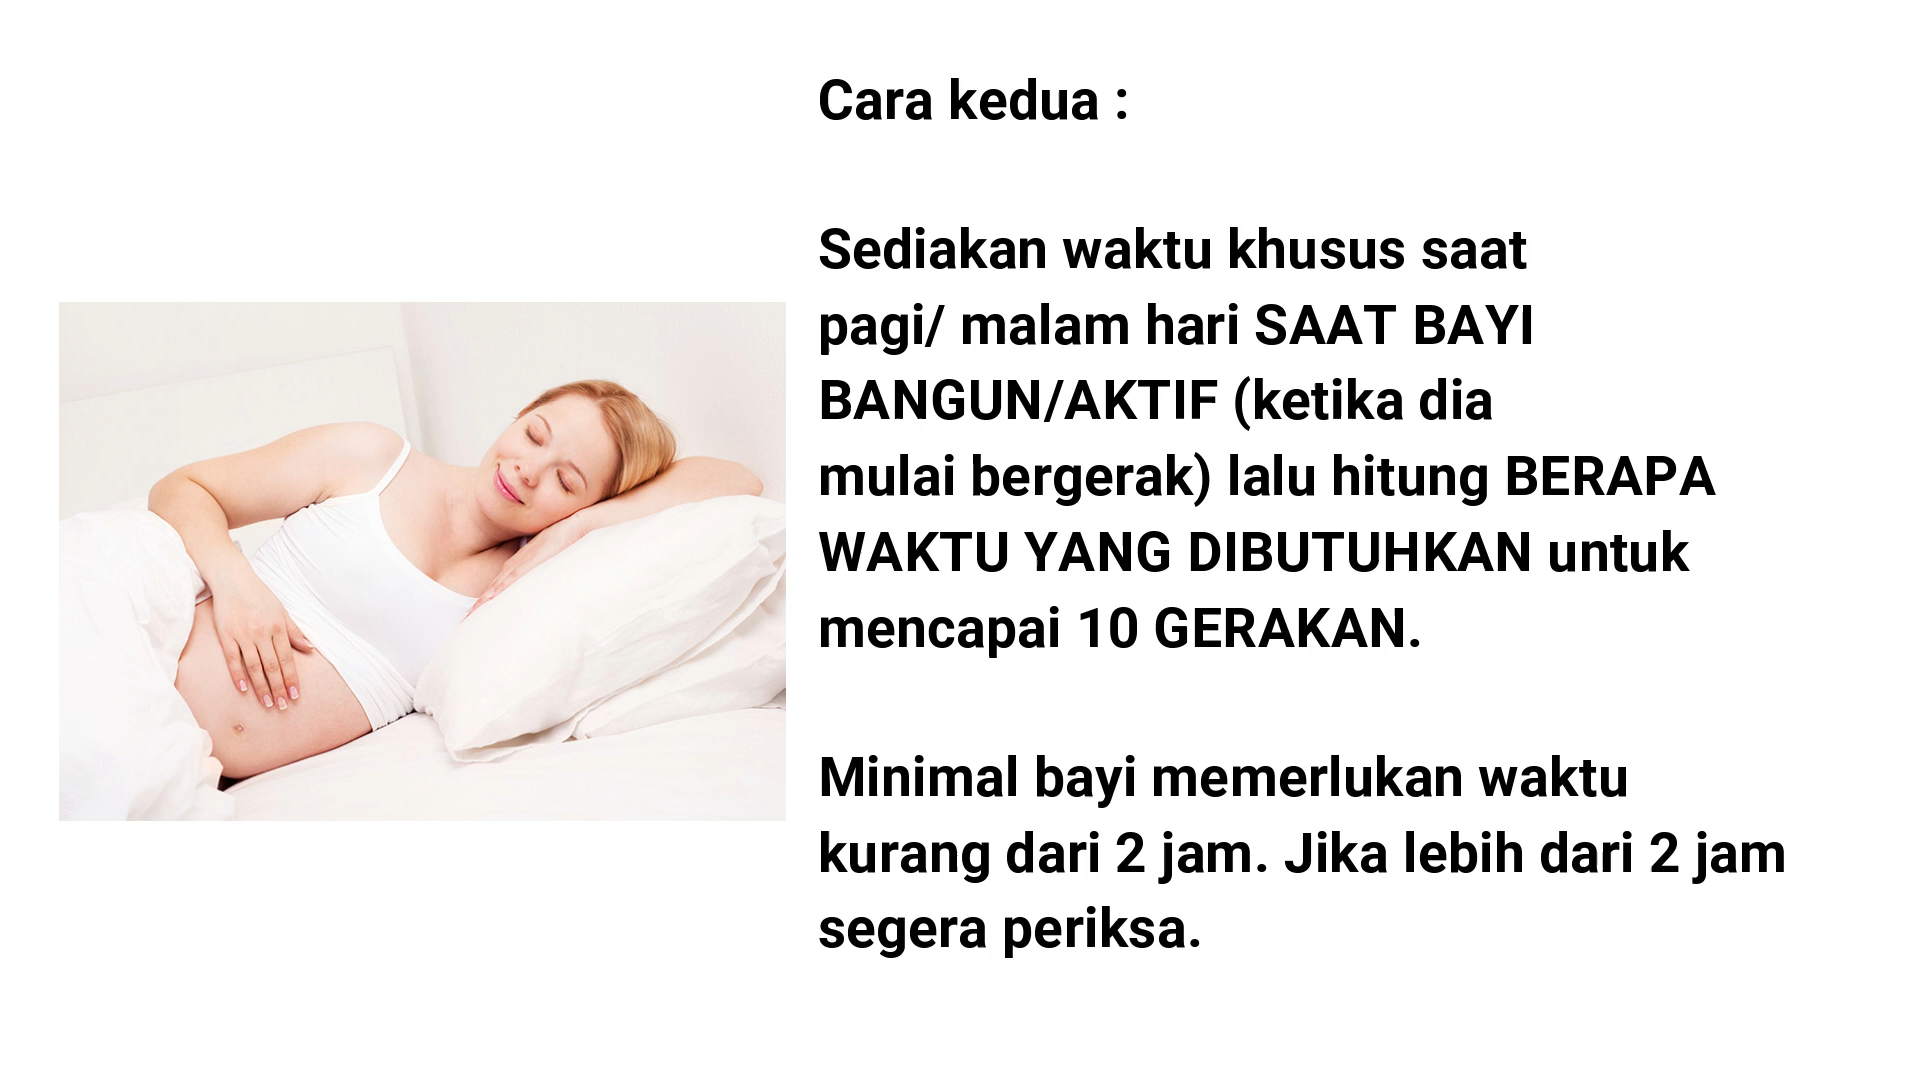 Cara kedua :
Sediakan waktu khusus saat
pagi/ malam hari SAAT BAYI
BANGUN/AKTIF (ketika dia
mulai bergerak) lalu hitung BERAPA
WAKTU YANG DIBUTUHKAN untuk
mencapai 10 GERAKAN.
Minimal bayi memerlukan waktu
kurang dari 2 jam. Jika lebih dari 2 jam
segera periksa.